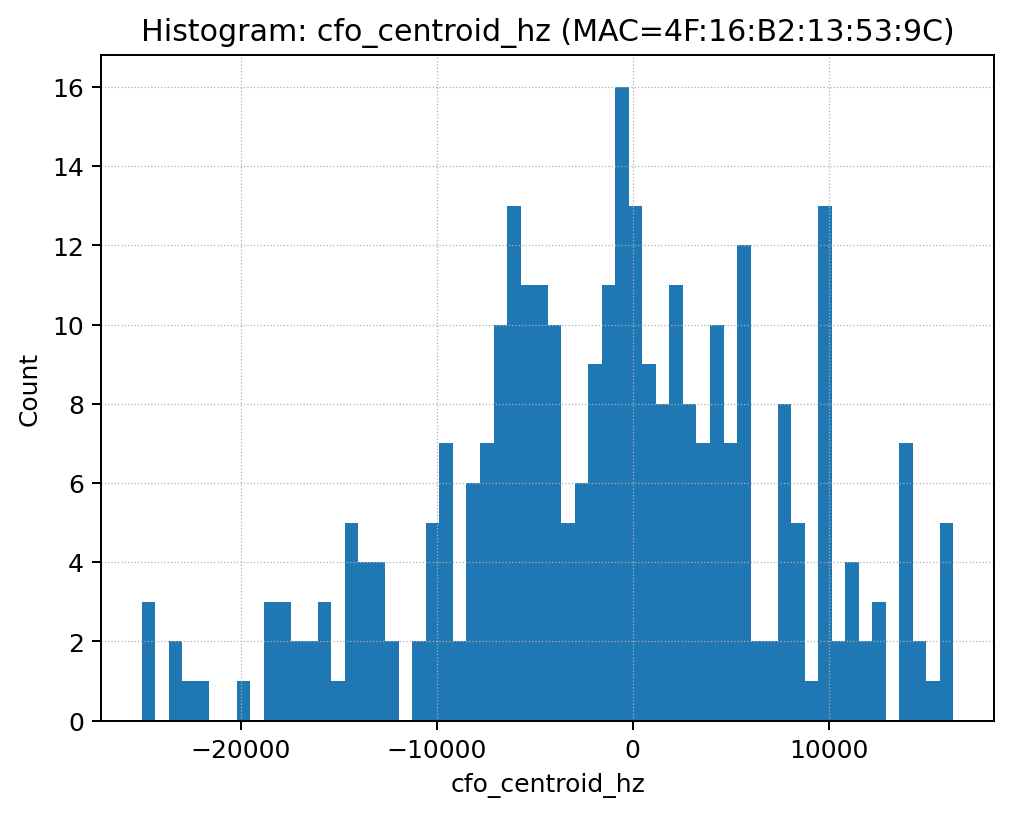 Histogram: cfo_centroid_hz (MAC=4F:16:B2:13:53:9C)
16
14
12
10
8
6
4
2
0
Count
−20000 −10000 0 10000
cfo_centroid_hz